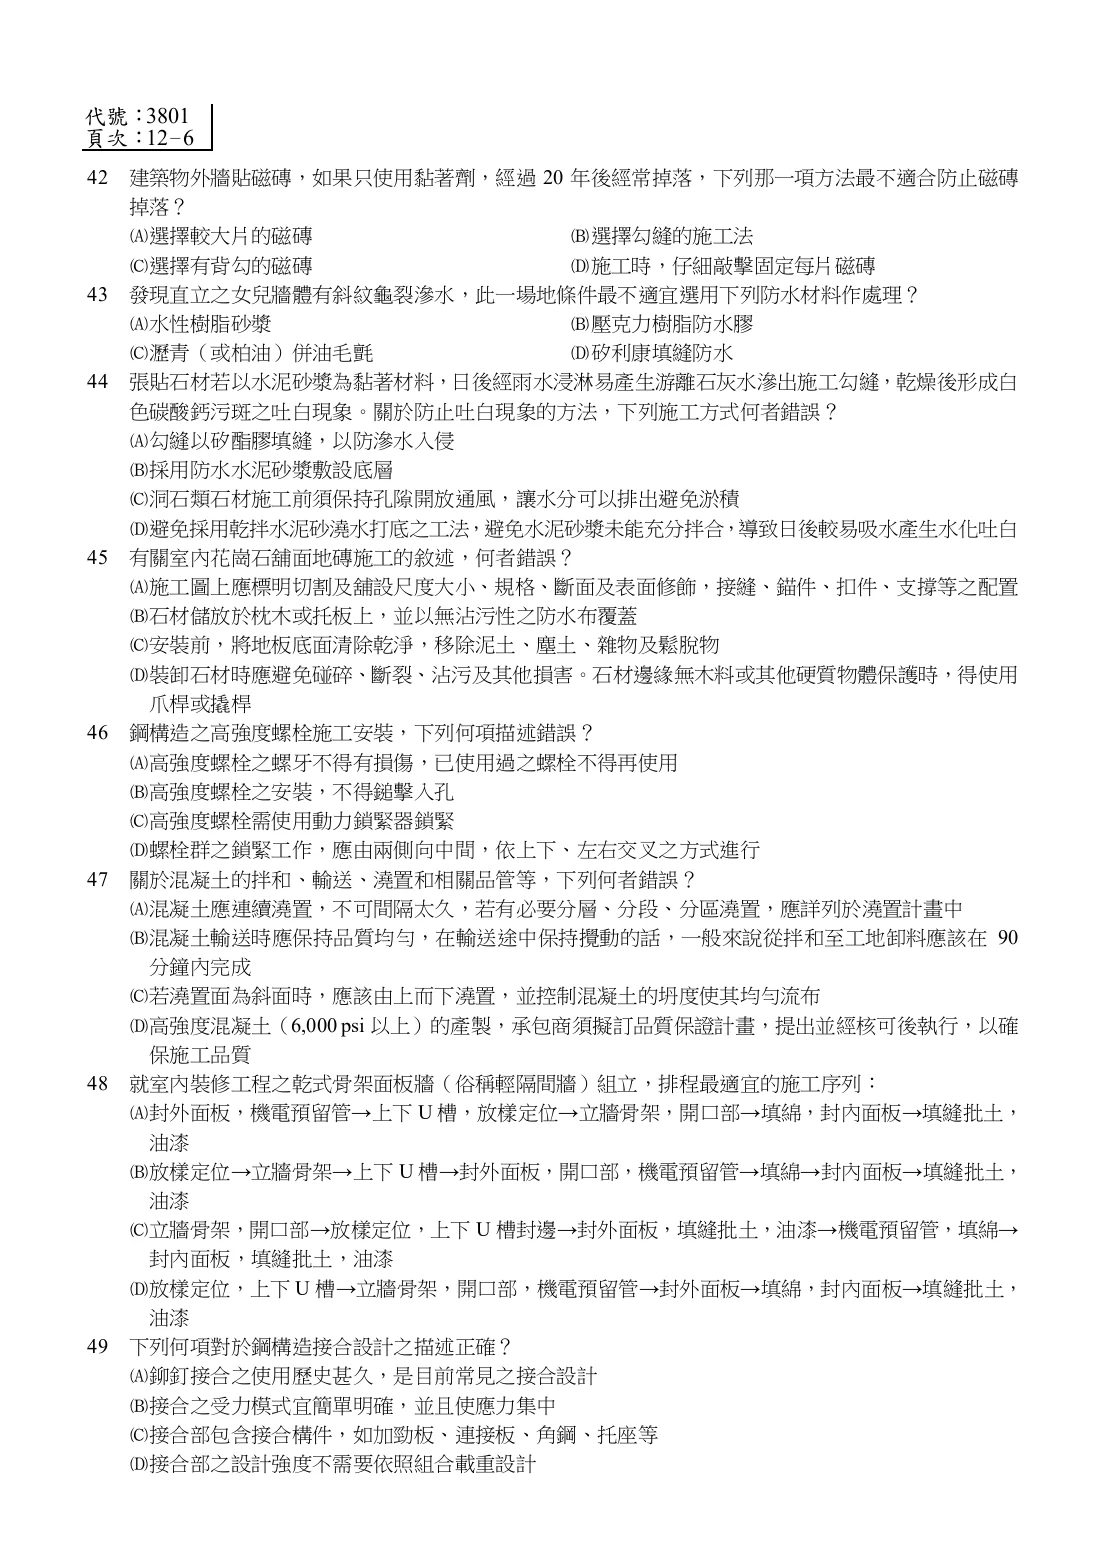 代號：3801
頁次：12－6
42 建築物外牆貼磁磚，如果只使用黏著劑，經過 20 年後經常掉落，下列那一項方法最不適合防止磁磚
掉落？
(A)選擇較大片的磁磚 (B)選擇勾縫的施工法
(C)選擇有背勾的磁磚 (D)施工時，仔細敲擊固定每片磁磚
43 發現直立之女兒牆體有斜紋龜裂滲水，此一場地條件最不適宜選用下列防水材料作處理？
(A)水性樹脂砂漿 (B)壓克力樹脂防水膠
(C)瀝青（或柏油）併油毛氈 (D)矽利康填縫防水
44 張貼石材若以水泥砂漿為黏著材料，日後經雨水浸淋易產生游離石灰水滲出施工勾縫，乾燥後形成白
色碳酸鈣污斑之吐白現象。關於防止吐白現象的方法，下列施工方式何者錯誤？
(A)勾縫以矽酯膠填縫，以防滲水入侵
(B)採用防水水泥砂漿敷設底層
(C)洞石類石材施工前須保持孔隙開放通風，讓水分可以排出避免淤積
(D)避免採用乾拌水泥砂澆水打底之工法，避免水泥砂漿未能充分拌合，導致日後較易吸水產生水化吐白
45 有關室內花崗石舖面地磚施工的敘述，何者錯誤？
(A)施工圖上應標明切割及舖設尺度大小、規格、斷面及表面修飾，接縫、錨件、扣件、支撐等之配置
(B)石材儲放於枕木或托板上，並以無沾污性之防水布覆蓋
(C)安裝前，將地板底面清除乾淨，移除泥土、塵土、雜物及鬆脫物
(D)裝卸石材時應避免碰碎、斷裂、沾污及其他損害。石材邊緣無木料或其他硬質物體保護時，得使用
爪桿或撬桿
46 鋼構造之高強度螺栓施工安裝，下列何項描述錯誤？
(A)高強度螺栓之螺牙不得有損傷，已使用過之螺栓不得再使用
(B)高強度螺栓之安裝，不得鎚擊入孔
(C)高強度螺栓需使用動力鎖緊器鎖緊
(D)螺栓群之鎖緊工作，應由兩側向中間，依上下、左右交叉之方式進行
47 關於混凝土的拌和、輸送、澆置和相關品管等，下列何者錯誤？
(A)混凝土應連續澆置，不可間隔太久，若有必要分層、分段、分區澆置，應詳列於澆置計畫中
(B)混凝土輸送時應保持品質均勻，在輸送途中保持攪動的話，一般來說從拌和至工地卸料應該在 90
分鐘內完成
(C)若澆置面為斜面時，應該由上而下澆置，並控制混凝土的坍度使其均勻流布
(D)高強度混凝土（6,000 psi 以上）的產製，承包商須擬訂品質保證計畫，提出並經核可後執行，以確
保施工品質
48 就室內裝修工程之乾式骨架面板牆（俗稱輕隔間牆）組立，排程最適宜的施工序列：
(A)封外面板，機電預留管→上下 U 槽，放樣定位→立牆骨架，開口部→填綿，封內面板→填縫批土，
油漆
(B)放樣定位→立牆骨架→上下 U 槽→封外面板，開口部，機電預留管→填綿→封內面板→填縫批土，
油漆
(C)立牆骨架，開口部→放樣定位，上下 U 槽封邊→封外面板，填縫批土，油漆→機電預留管，填綿→
封內面板，填縫批土，油漆
(D)放樣定位，上下 U 槽→立牆骨架，開口部，機電預留管→封外面板→填綿，封內面板→填縫批土，
油漆
49 下列何項對於鋼構造接合設計之描述正確？
(A)鉚釘接合之使用歷史甚久，是目前常見之接合設計
(B)接合之受力模式宜簡單明確，並且使應力集中
(C)接合部包含接合構件，如加勁板、連接板、角鋼、托座等
(D)接合部之設計強度不需要依照組合載重設計